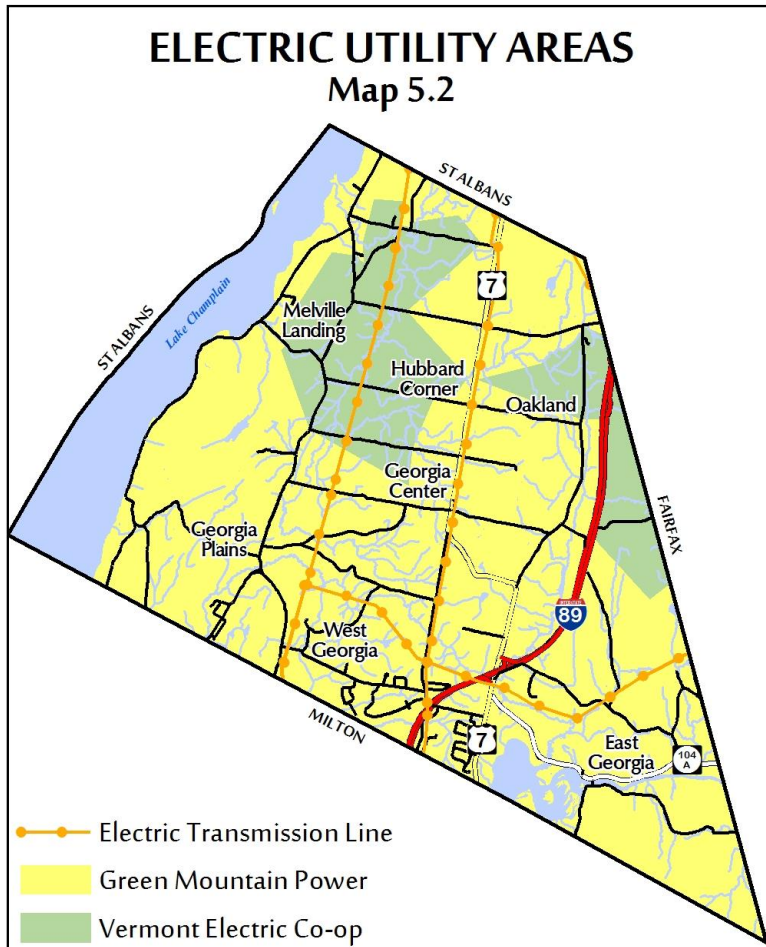 ELECTRIC UTILITY AREAS
Map 5.2
ST ALBANS
ST ALBANS
Lake Champlain
7
Melville
Landing
Hubbard
Corner
Oakland
Georgia
Center
FAIRFAX
Georgia
Plains
INTERSTATE
89
West
Georgia
MILTON
7
East
Georgia
104
A
Electric Transmission Line
Green Mountain Power
Vermont Electric Co-op